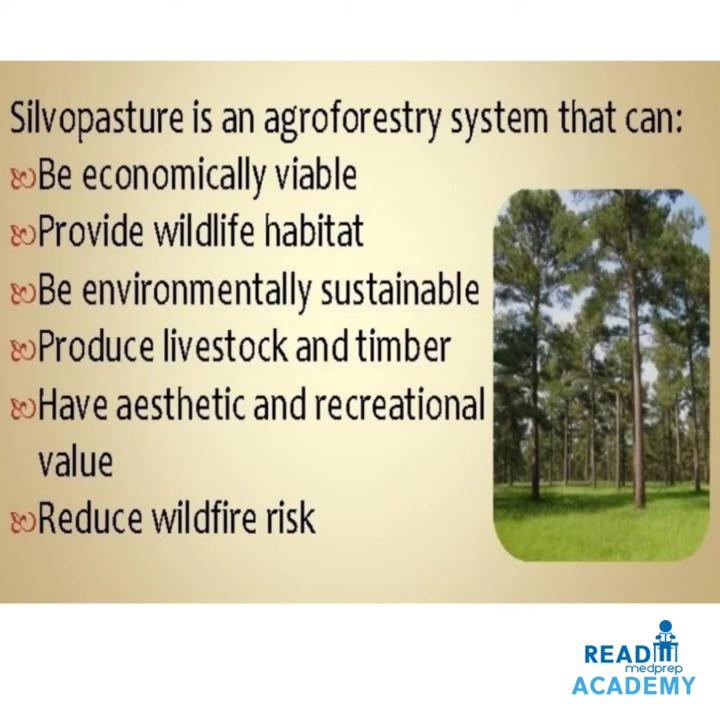 Silvopasture is an agroforestry system that can:
Be economically viable
Provide wildlife habitat
Be environmentally sustainable
Produce livestock and timber
Have aesthetic and recreational
value
Reduce wildfire risk
READ
medprep
ACADEMY